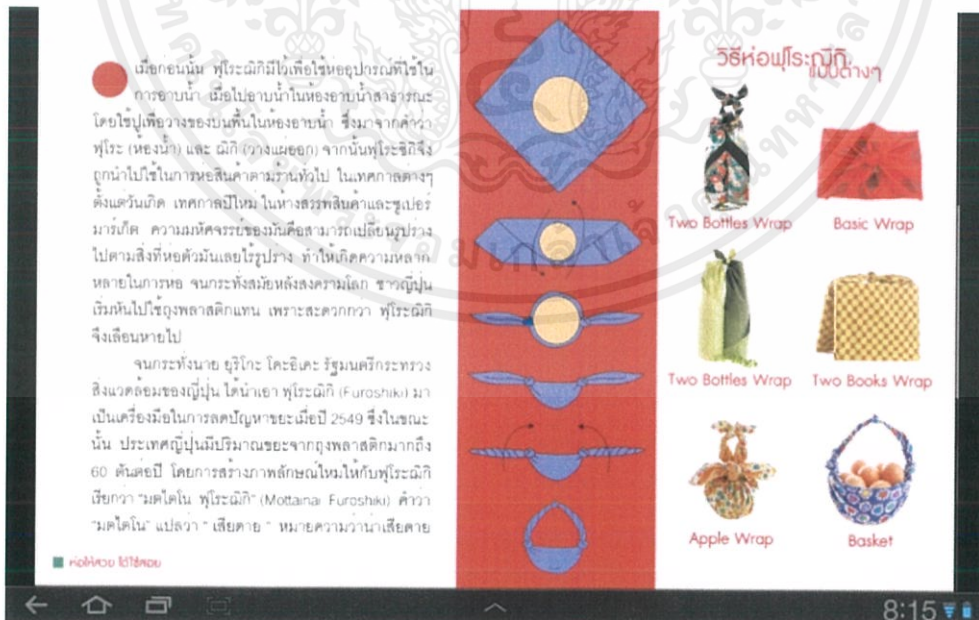 เมื่อก่อนนั้น ฟุโระฌิกิมีไว้เพื่อใช้ห่ออุปกรณ์ที่ใช้ใน
การอาบน้ำ เมื่อไปอาบน้ำในห้องอาบน้ำสาธารณะ
โดยใช้ปูเพื่อวางของบนพื้นในห้องอาบน้ำ ซึ่งมาจากคำว่า
ฟุโระ (ห้องน้ำ) และ ฌิกิ (วางแผ่ออก) จากนั้นฟุโระชิกิจึง
ถูกนำไปใช้ในการห่อสินค้าตามร้านทั่วไป ในเทศกาลต่างๆ
ตั้งแต่วันเกิด เทศกาลปีใหม่ ในห้างสรรพสินค้าและซูเปอร์
มาร์เก็ต ความมหัศจรรย์ของมันคือสามารถเปลี่ยนรูปร่าง
ไปตามสิ่งที่ห่อตัวมันเลยไร้รูปร่าง ทำให้เกิดความหลาก
หลายในการห่อ จนกระทั่งสมัยหลังสงครามโลก ชาวญี่ปุ่น
เริ่มหันไปใช้ถุงพลาสติกแทน เพราะสะดวกกว่า ฟุโระฌิกิ
จึงเลือนหายไป
จนกระทั่งนาย ยุริโกะ โคะอิเคะ รัฐมนตรีกระทรวง
สิ่งแวดล้อมของญี่ปุ่น ได้นำเอา ฟุโระฌิกิ (Furoshiki) มา
เป็นเครื่องมือในการลดปัญหาขยะเมื่อปี 2549 ซึ่งในขณะ
นั้น ประเทศญี่ปุ่นมีปริมาณขยะจากถุงพลาสติกมากถึง
60 ตันต่อปี โดยการสร้างภาพลักษณ์ใหม่ให้กับฟุโระฌิกิ
เรียกว่า "มตไตโน ฟุโระฌิกิ" (Mottainai Furoshiki) คำว่า
"มตไตโน" แปลว่า " เสียดาย " หมายความว่าน่าเสียดาย
ห่อให้สวย ได้ใช้สอย
วิธีห่อฟุโระฌิกิ
แบบต่างๆ
Two Bottles Wrap
Basic Wrap
Two Bottles Wrap
Two Books Wrap
Apple Wrap
Basket
8:15